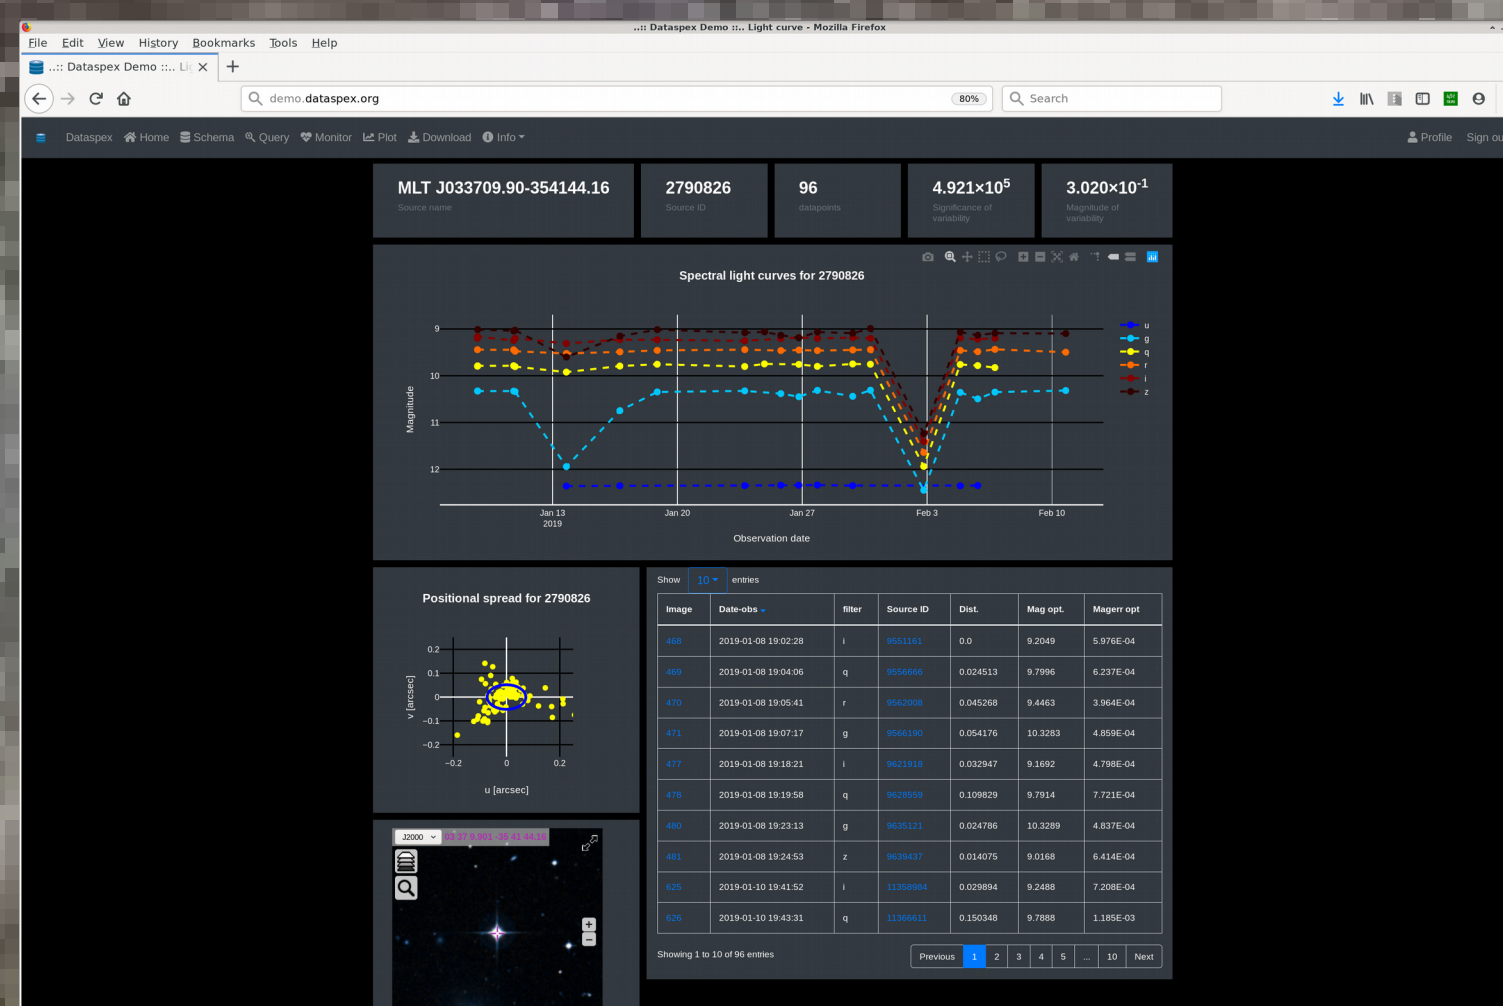 ..:: Dataspex Demo ::.. Light curve - Mozilla Firefox
File Edit View History Bookmarks Tools Help
..:: Dataspex Demo ::.. Lig
demo.dataspex.org 80% Search
Dataspex Home Schema Query Monitor Plot Download Info Profile Sign ou
MLT J033709.90-354144.16 2790826 96 4.921×10⁵ 3.020×10⁻¹
Source name Source ID datapoints Significance of Magnitude of
variability variability
Spectral light curves for 2790826
9
10
11
12
Magnitude
u
g
q
r
i
z
Jan 13 Jan 20 Jan 27 Feb 3 Feb 10
2019
Observation date
Positional spread for 2790826
0.2
0.1
0
−0.1
−0.2
v [arcsec]
−0.2 0 0.2
u [arcsec]
J2000 03 37 9.901 -35 41 44.16
Show 10 entries
Image Date-obs filter Source ID Dist. Mag opt. Magerr opt
468 2019-01-08 19:02:28 i 9551161 0.0 9.2049 5.976E-04
469 2019-01-08 19:04:06 q 9556666 0.024513 9.7996 6.237E-04
470 2019-01-08 19:05:41 r 9562008 0.045268 9.4463 3.964E-04
471 2019-01-08 19:07:17 g 9566190 0.054176 10.3283 4.859E-04
477 2019-01-08 19:18:21 i 9621918 0.032947 9.1692 4.798E-04
478 2019-01-08 19:19:58 q 9628559 0.109829 9.7914 7.721E-04
480 2019-01-08 19:23:13 g 9635121 0.024786 10.3289 4.837E-04
481 2019-01-08 19:24:53 z 9639437 0.014075 9.0168 6.414E-04
625 2019-01-10 19:41:52 i 11358984 0.029894 9.2488 7.208E-04
626 2019-01-10 19:43:31 q 11366611 0.150348 9.7888 1.185E-03
Showing 1 to 10 of 96 entries
Previous 1 2 3 4 5 ... 10 Next